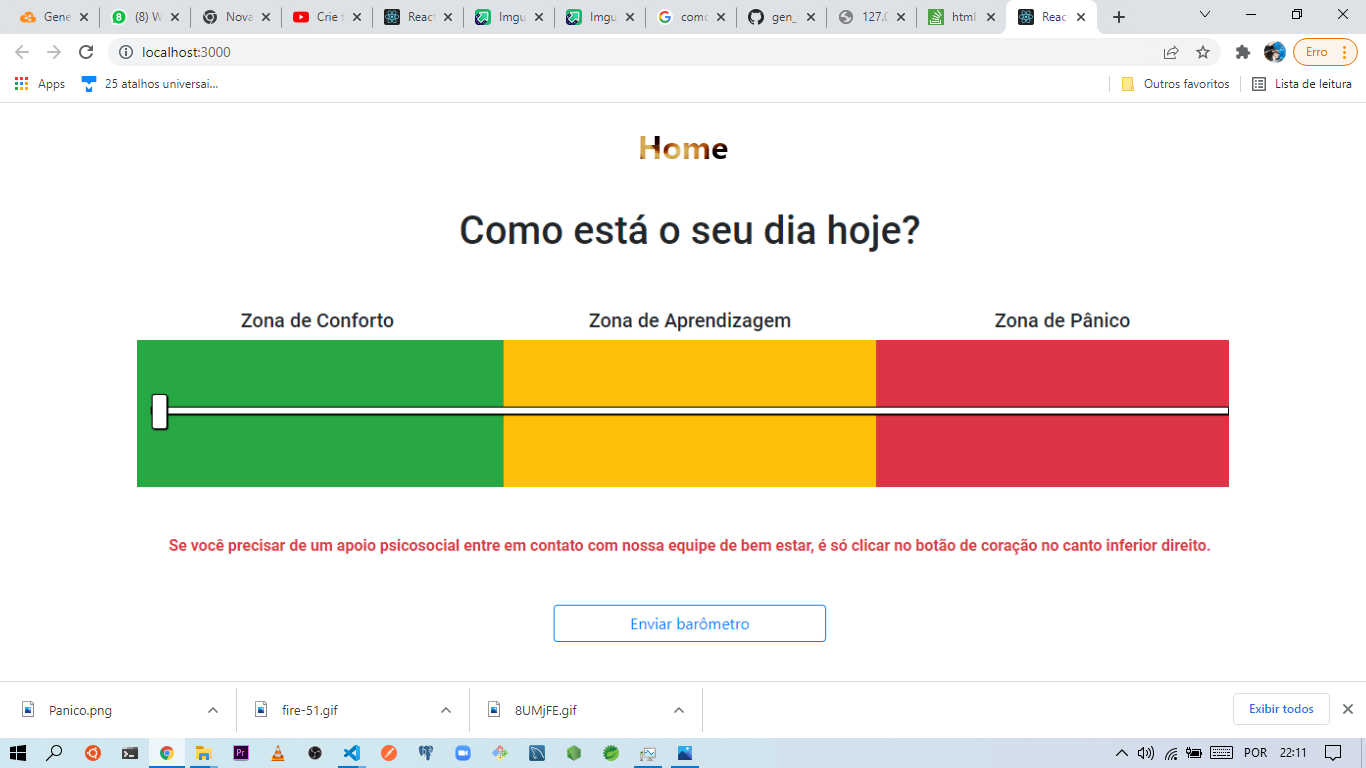 Gene
(8) W
Nova
Crie t
React
Imgu
Imgu
como
gen_
127.0
html
Reac
localhost:3000
Erro
Apps
25 atalhos universai...
Outros favoritos
Lista de leitura
Home
Como está o seu dia hoje?
Zona de Conforto
Zona de Aprendizagem
Zona de Pânico
Se você precisar de um apoio psicosocial entre em contato com nossa equipe de bem estar, é só clicar no botão de coração no canto inferior direito.
Enviar barômetro
Panico.png
fire-51.gif
8UMjFE.gif
Exibir todos
Pr
POR
22:11